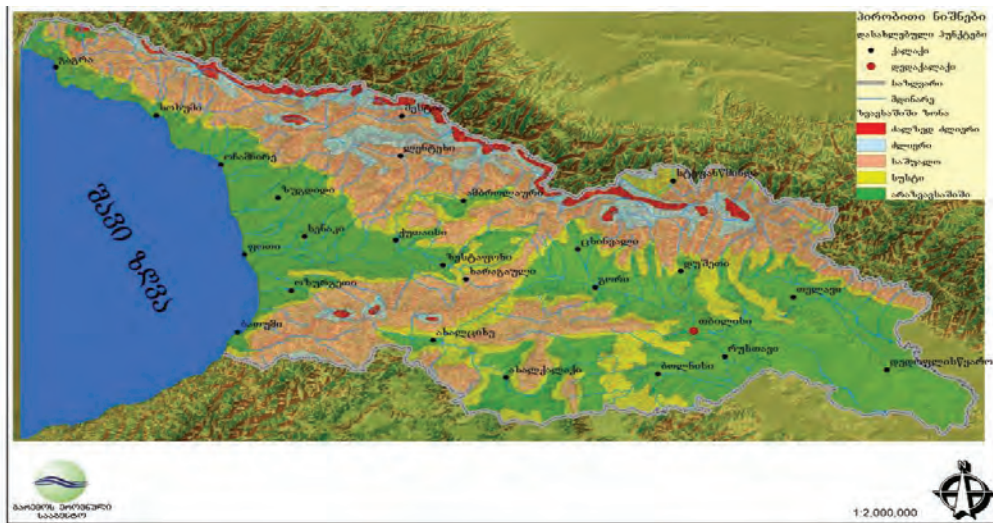 პირობითი ნიშნები
დასახლებული პუნქტები
ქალაქი
დედაქალაქი
საზღვარი
მდინარე
ზვავსაშიში ზონა
ძალზედ ძლიერი
ძლიერი
საშუალო
სუსტი
არაზვავსაშიში
გაგრა
სოხუმი
მესტია
ლენტეხი
ოჩამჩირე
სტეფანწმინდა
ზუგდიდი
ამბროლაური
შავი ზღვა
სენაკი
ქუთაისი
ცხინვალი
ფოთი
ზესტაფონი
ხარაგაული
დუშეთი
ოზურგეთი
გორი
თელავი
ბათუმი
თბილისი
ახალციხე
რუსთავი
ახალქალაქი
ბოლნისი
დედოფლისწყარო
გარემოს ეროვნული
სააგენტო
N
1:2,000,000